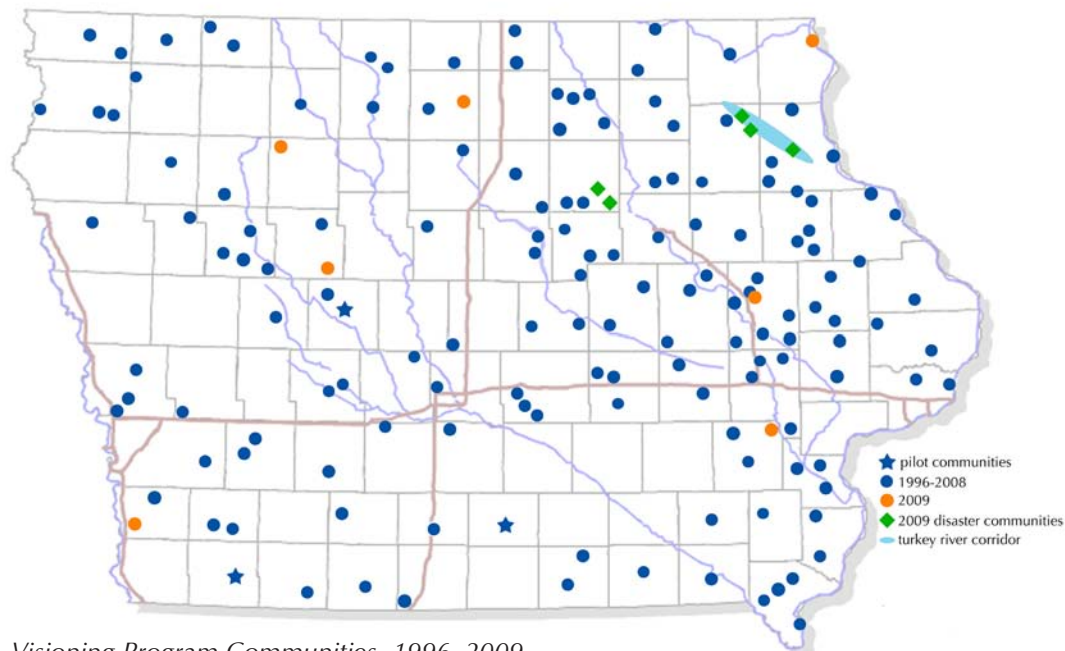 pilot communities
1996-2008
2009
2009 disaster communities
turkey river corridor
Visioning Program Communities, 1996–2009